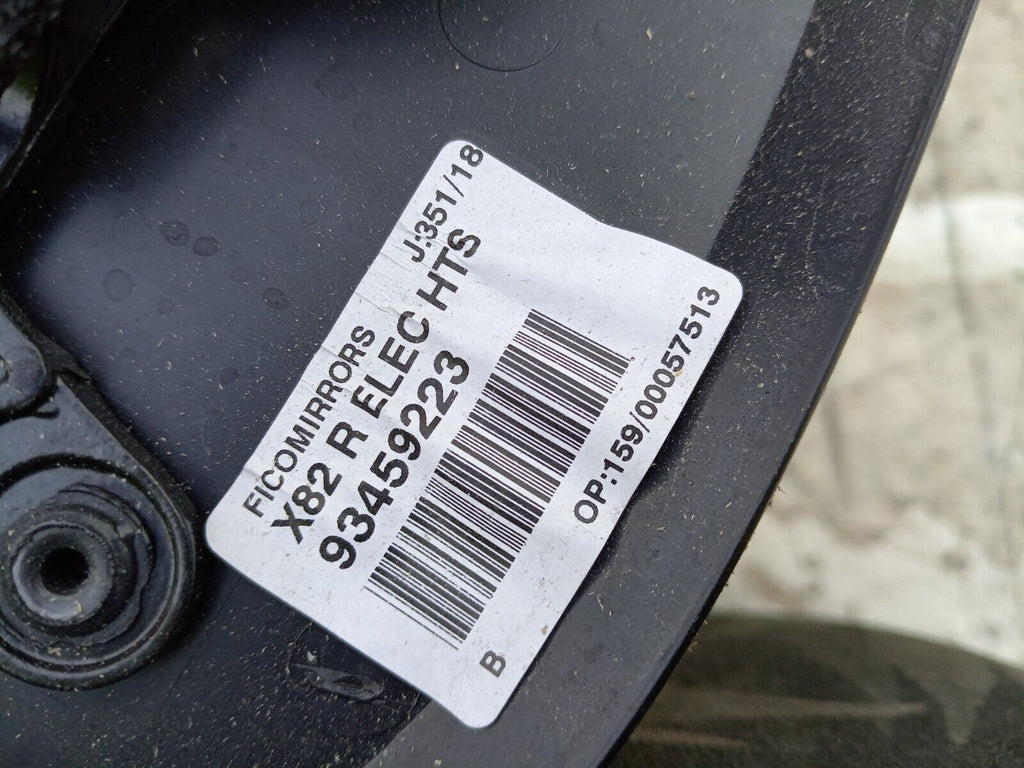 FICOMIRRORS J:351/18
X82 R ELEC HTS
93459223
OP:159/00057513
B